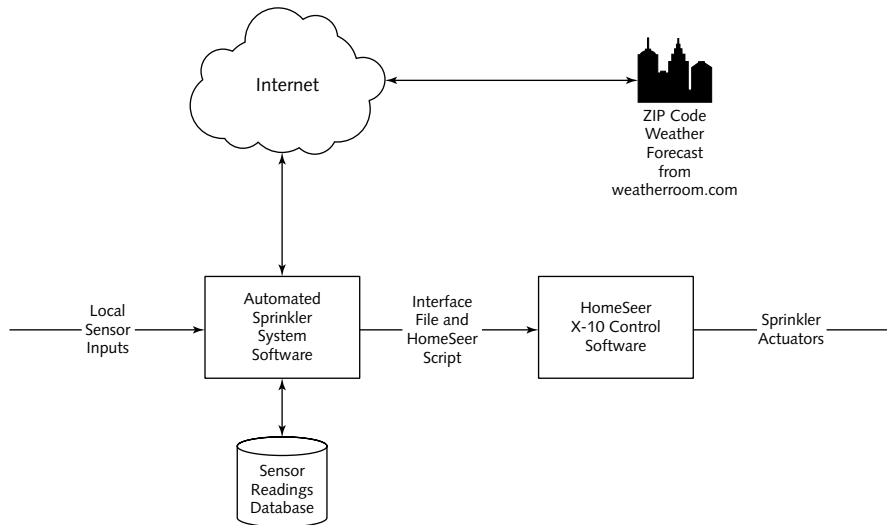 Internet
ZIP Code
Weather
Forecast
from
weatherroom.com
Local
Sensor
Inputs
Automated
Sprinkler
System
Software
Interface
File and
HomeSeer
Script
HomeSeer
X-10 Control
Software
Sprinkler
Actuators
Sensor
Readings
Database